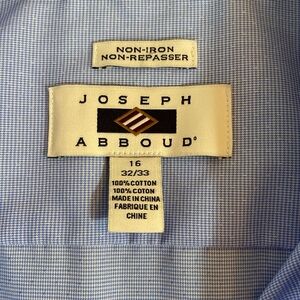 NON-IRON
NON-REPASSER
JOSEPH
ABBOUD
16
32/33
100% COTTON
100% COTON
MADE IN CHINA
FABRIQUE EN
CHINE